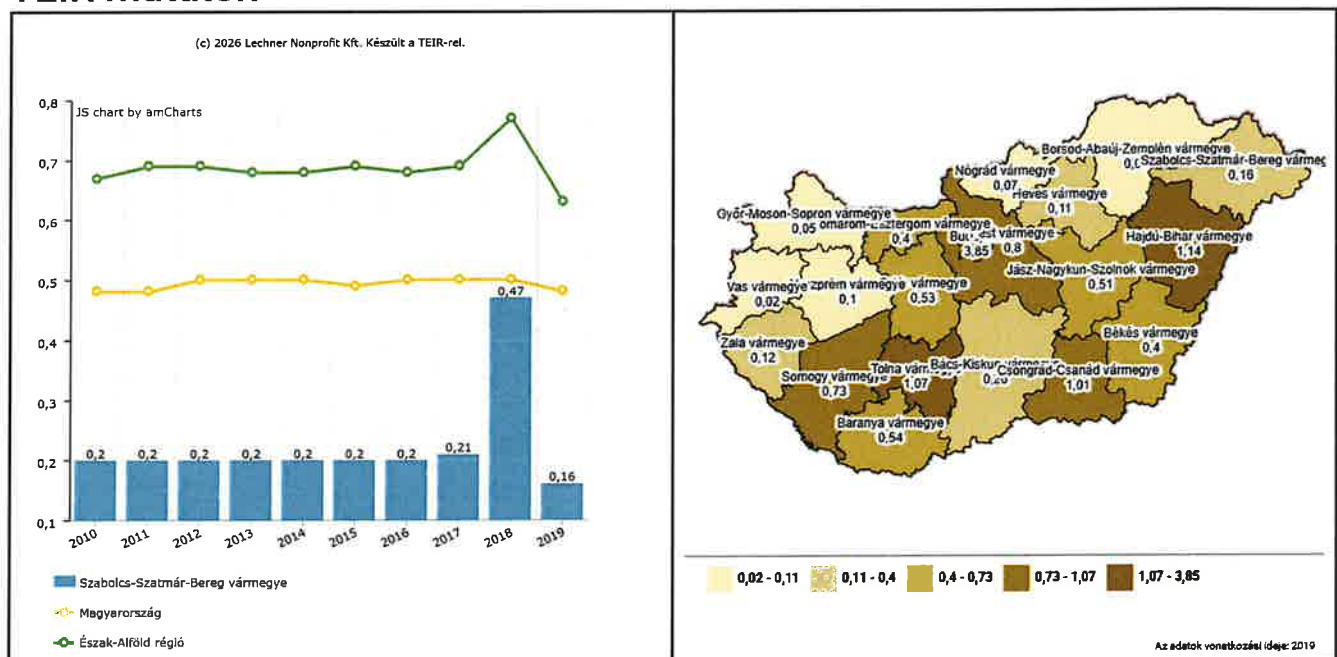 (c) 2026 Lechner Nonprofit Kft. Készült a TEIR-rel.
JS chart by amCharts
0,8
0,7
0,6
0,5
0,4
0,3
0,2
0,1
0,2
0,2
0,2
0,2
0,2
0,2
0,2
0,21
0,47
0,16
2010
2011
2012
2013
2014
2015
2016
2017
2018
2019
Szabolcs-Szatmár-Bereg vármegye
Magyarország
Észak-Alföld régió
Borsod-Abaúj-Zemplén vármegye
Szabolcs-Szatmár-Bereg vármeg
0,16
Nógrád vármegye
0,07
Heves vármegye
0,11
Győr-Moson-Sopron vármegye
0,05
omárom-Esztergom vármegye
0,4
est vármegye
3,85
0,8
Hajdú-Bihar vármegye
1,14
Jász-Nagykun-Szolnok vármegye
0,51
Vas vármegye
0,02
zprém vármegye
0,1
vármegye
0,53
Békés vármegye
0,4
Zala vármegye
0,12
Somogy vármegye
0,73
Tolna
1,07
Bács-Kiskun
Csongrád-Csanád vármegye
1,01
Baranya vármegye
0,54
0,02 - 0,11
0,11 - 0,4
0,4 - 0,73
0,73 - 1,07
1,07 - 3,85
Az adatok vonatkozási ideje: 2019